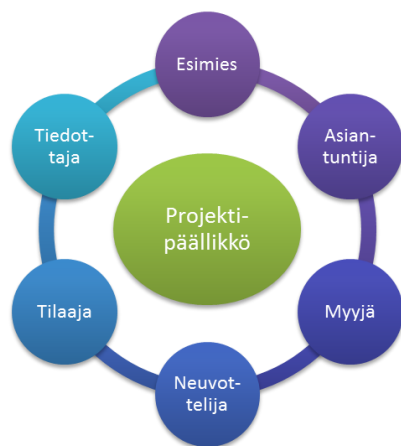 Esimies
Asian-
tuntija
Myyjä
Neuvot-
telija
Tilaaja
Tiedot-
taja
Projekti-
päällikkö